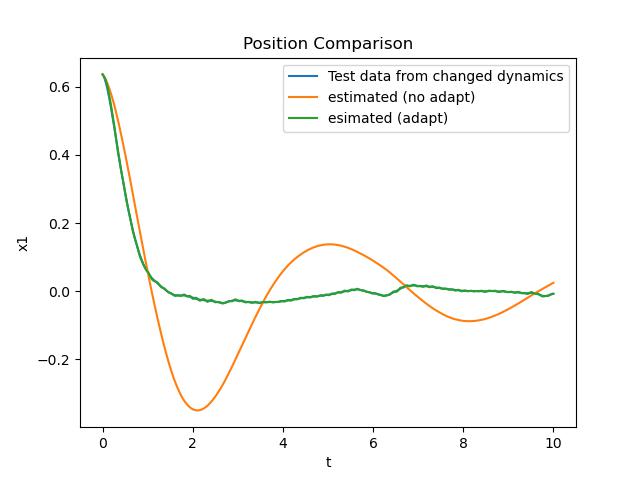 Position Comparison
Test data from changed dynamics
estimated (no adapt)
esimated (adapt)
0.6
0.4
0.2
0.0
−0.2
x1
0
2
4
6
8
10
t